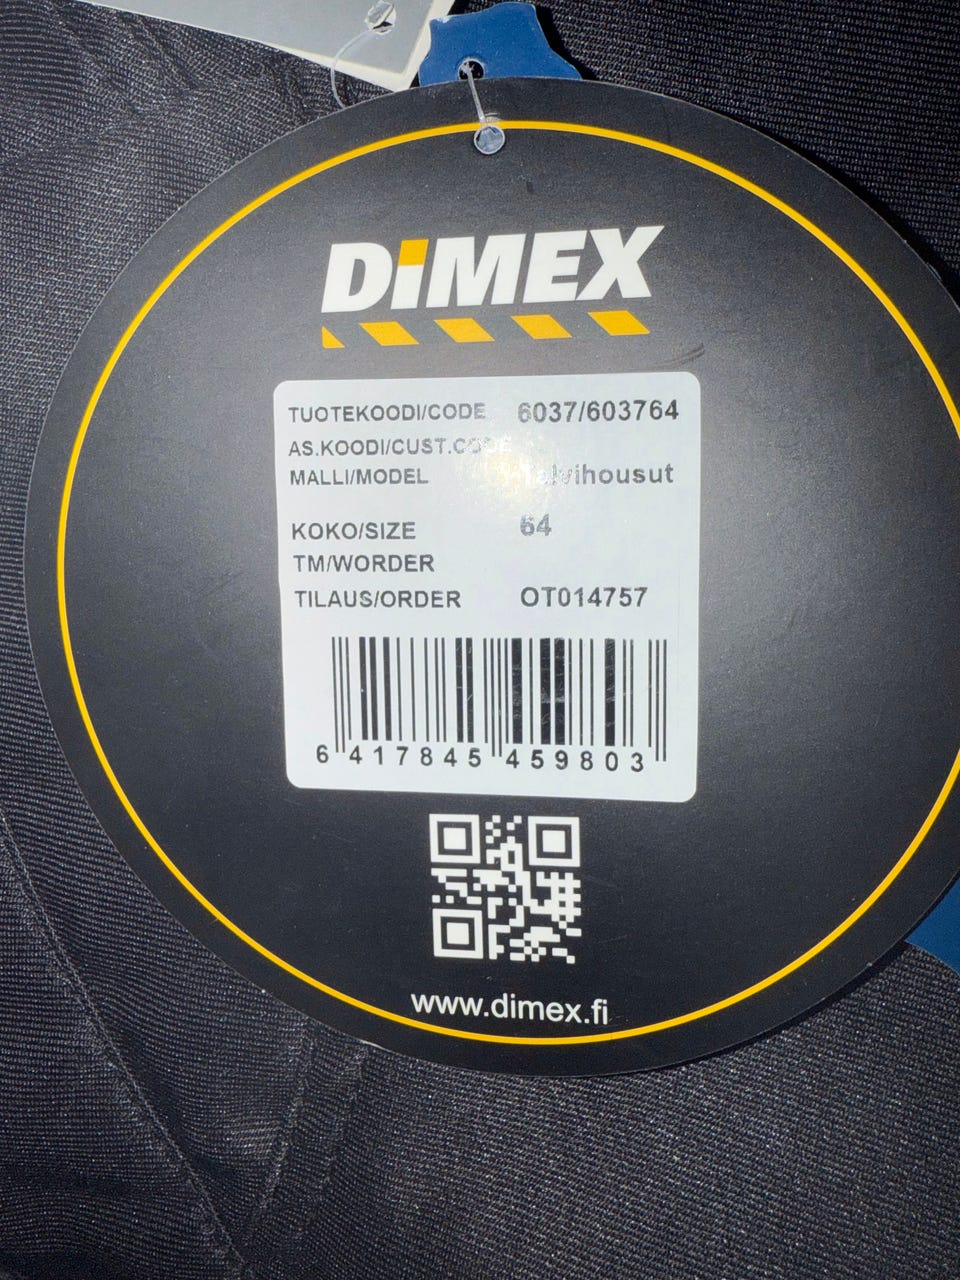 DIMEX
TUOTEKOODI/CODE 6037/603764
AS.KOODI/CUST.CODE
MALLI/MODEL Talvihousut
KOKO/SIZE 64
TM/WORDER
TILAUS/ORDER OT014757
6 417845 459803
www.dimex.fi